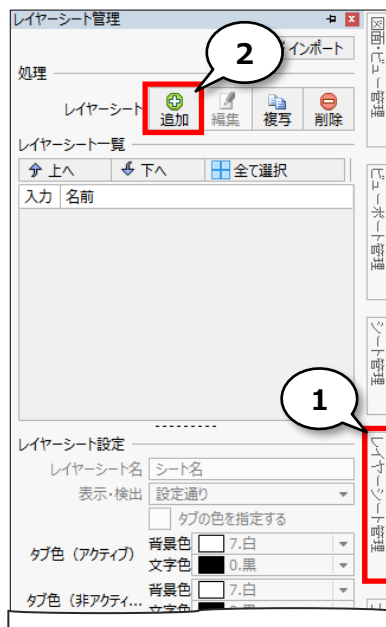 レイヤーシート管理
2
インポート
処理
レイヤーシート
追加
編集
複写
削除
レイヤーシート一覧
上へ
下へ
全て選択
入力
名前
1
レイヤーシート設定
レイヤーシート名
シート名
表示・検出
設定通り
タブの色を指定する
タブ色（アクティブ）
背景色
7.白
文字色
0.黒
タブ色（非アクティ...
背景色
7.白
図面・ビュー管理
ビューポート管理
シート管理
レイヤーシート管理